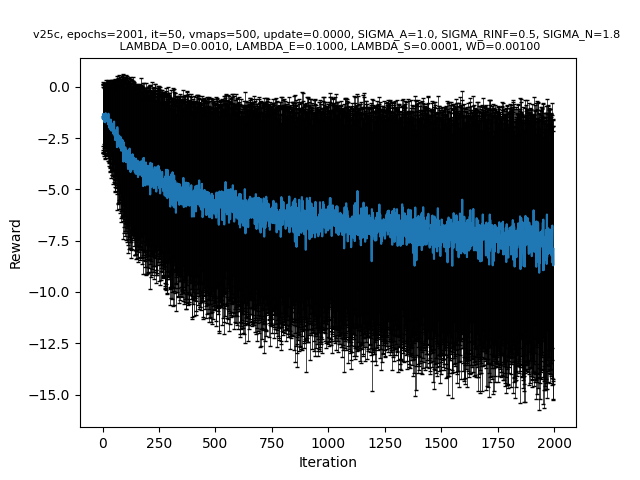 v25c, epochs=2001, it=50, vmaps=500, update=0.0000, SIGMA_A=1.0, SIGMA_RINF=0.5, SIGMA_N=1.8
LAMBDA_D=0.0010, LAMBDA_E=0.1000, LAMBDA_S=0.0001, WD=0.00100
0.0
−2.5
−5.0
−7.5
−10.0
−12.5
−15.0
Reward
0 250 500 750 1000 1250 1500 1750 2000
Iteration